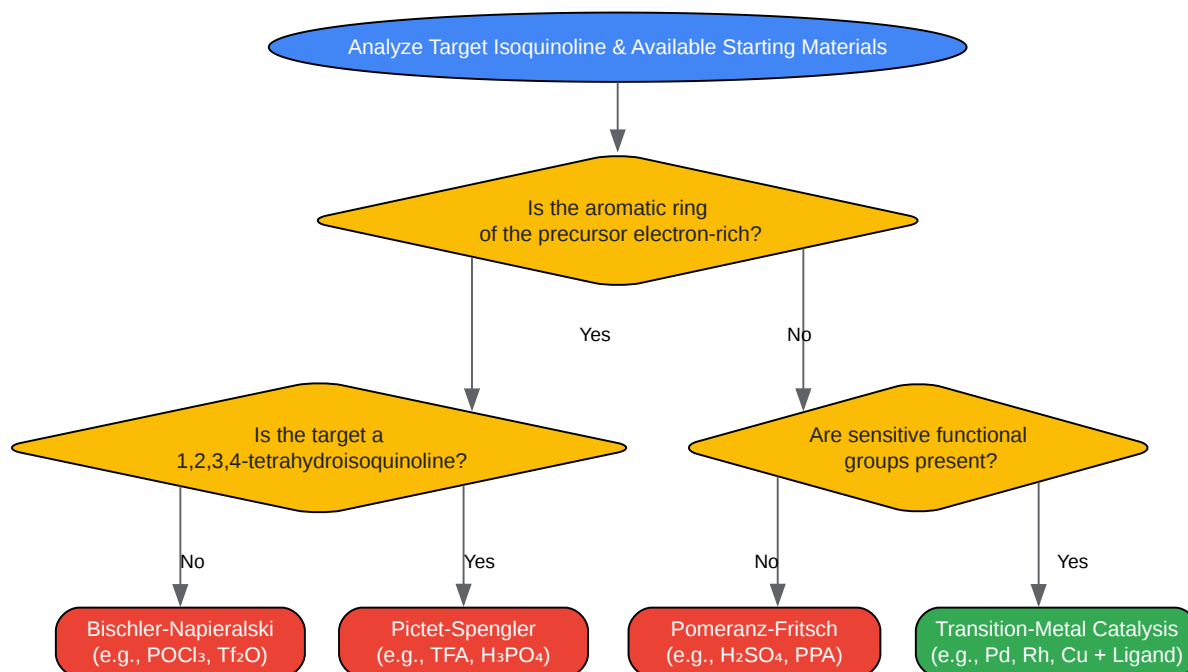 Analyze Target Isoquinoline & Available Starting Materials
Is the aromatic ring
of the precursor electron-rich?
Yes
No
Is the target a
1,2,3,4-tetrahydroisoquinoline?
Are sensitive functional
groups present?
No
Yes
No
Yes
Bischler-Napieralski
(e.g., POCl₃, Tf₂O)
Pictet-Spengler
(e.g., TFA, H₃PO₄)
Pomeranz-Fritsch
(e.g., H₂SO₄, PPA)
Transition-Metal Catalysis
(e.g., Pd, Rh, Cu + Ligand)